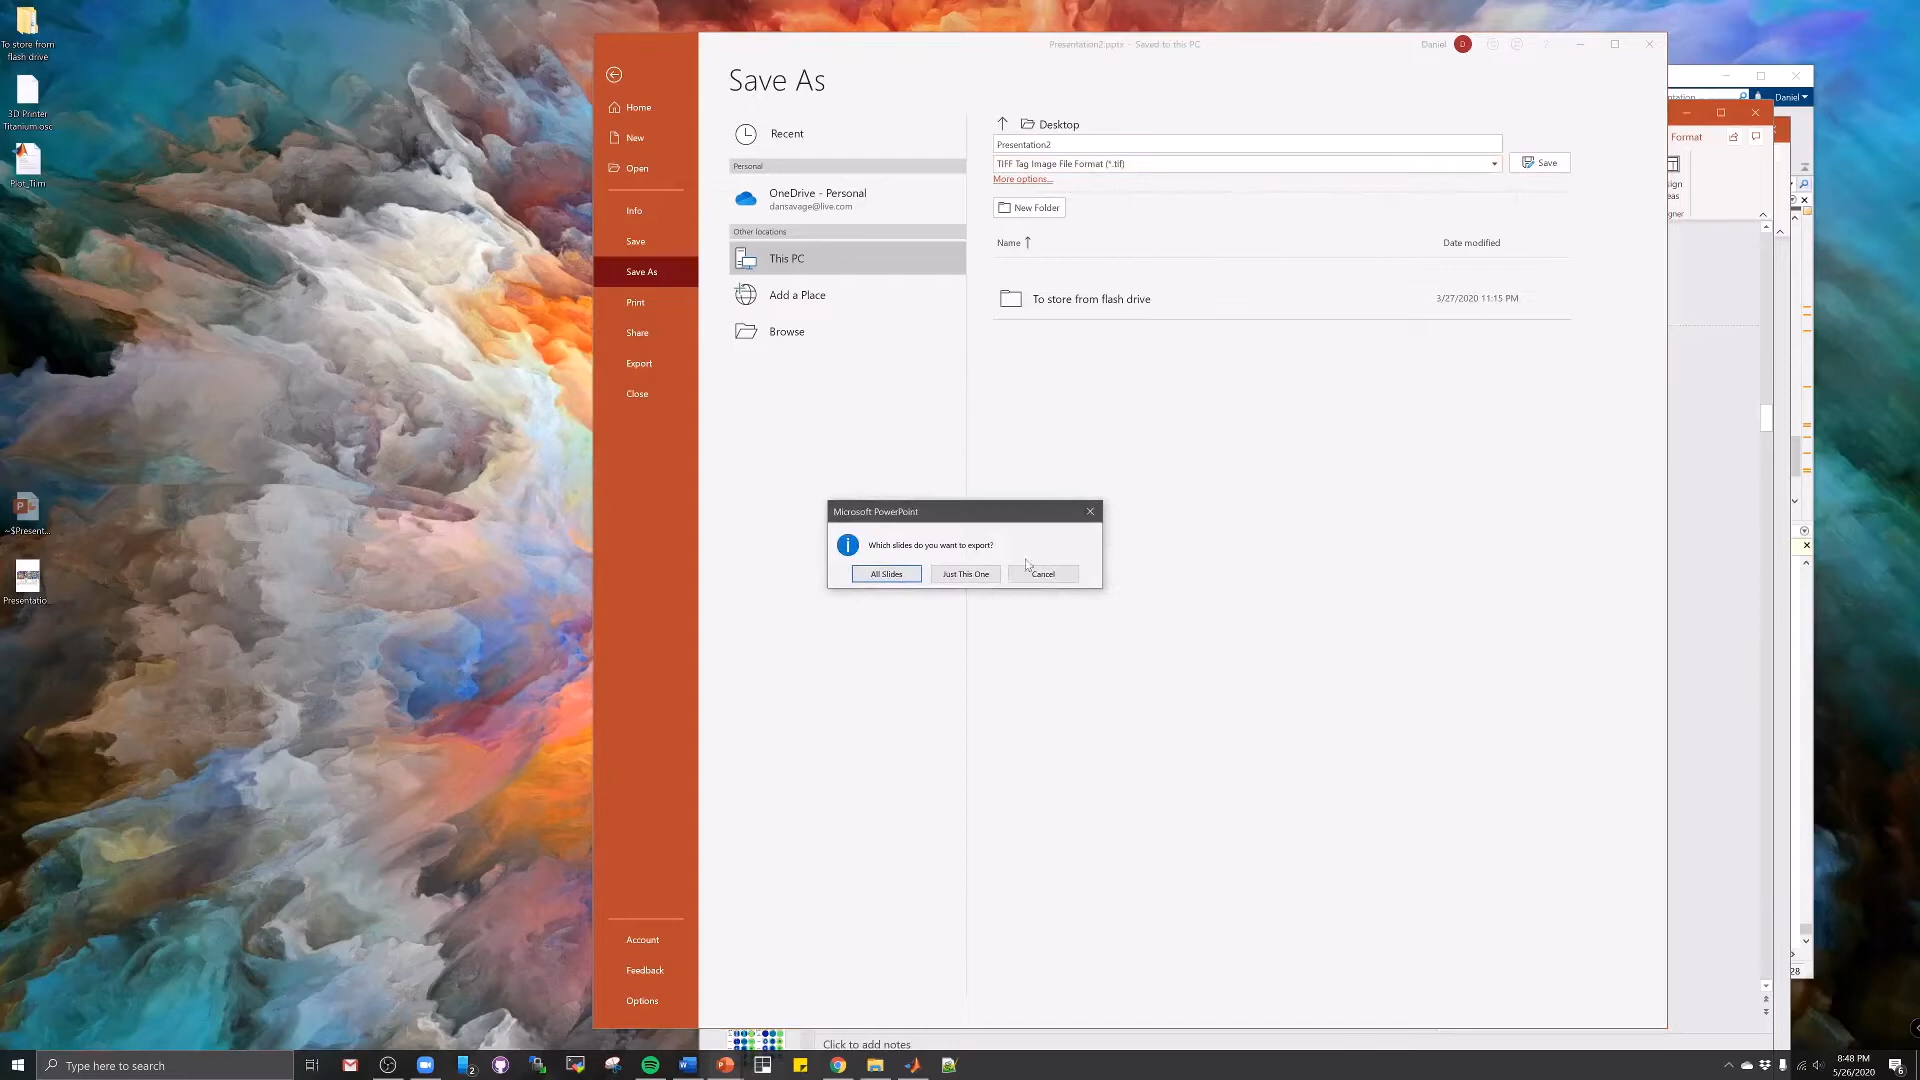 To store from
flash drive
3D Printer
Titanium.osc
Plot_Ti.m
~$Present...
Presentatio...
Presentation2.pptx - Saved to this PC
Daniel
D
?
Home
New
Open
Info
Save
Save As
Print
Share
Export
Close
Account
Feedback
Options
Save As
Recent
Personal
OneDrive - Personal
dansavage@live.com
Other locations
This PC
Add a Place
Browse
Desktop
Presentation2
TIFF Tag Image File Format (*.tif)
Save
More options...
New Folder
Name
Date modified
To store from flash drive
3/27/2020 11:15 PM
Microsoft PowerPoint
Which slides do you want to export?
All Slides
Just This One
Cancel
Daniel
Format
28
Click to add notes
Type here to search
2
8:48 PM
5/26/2020
6